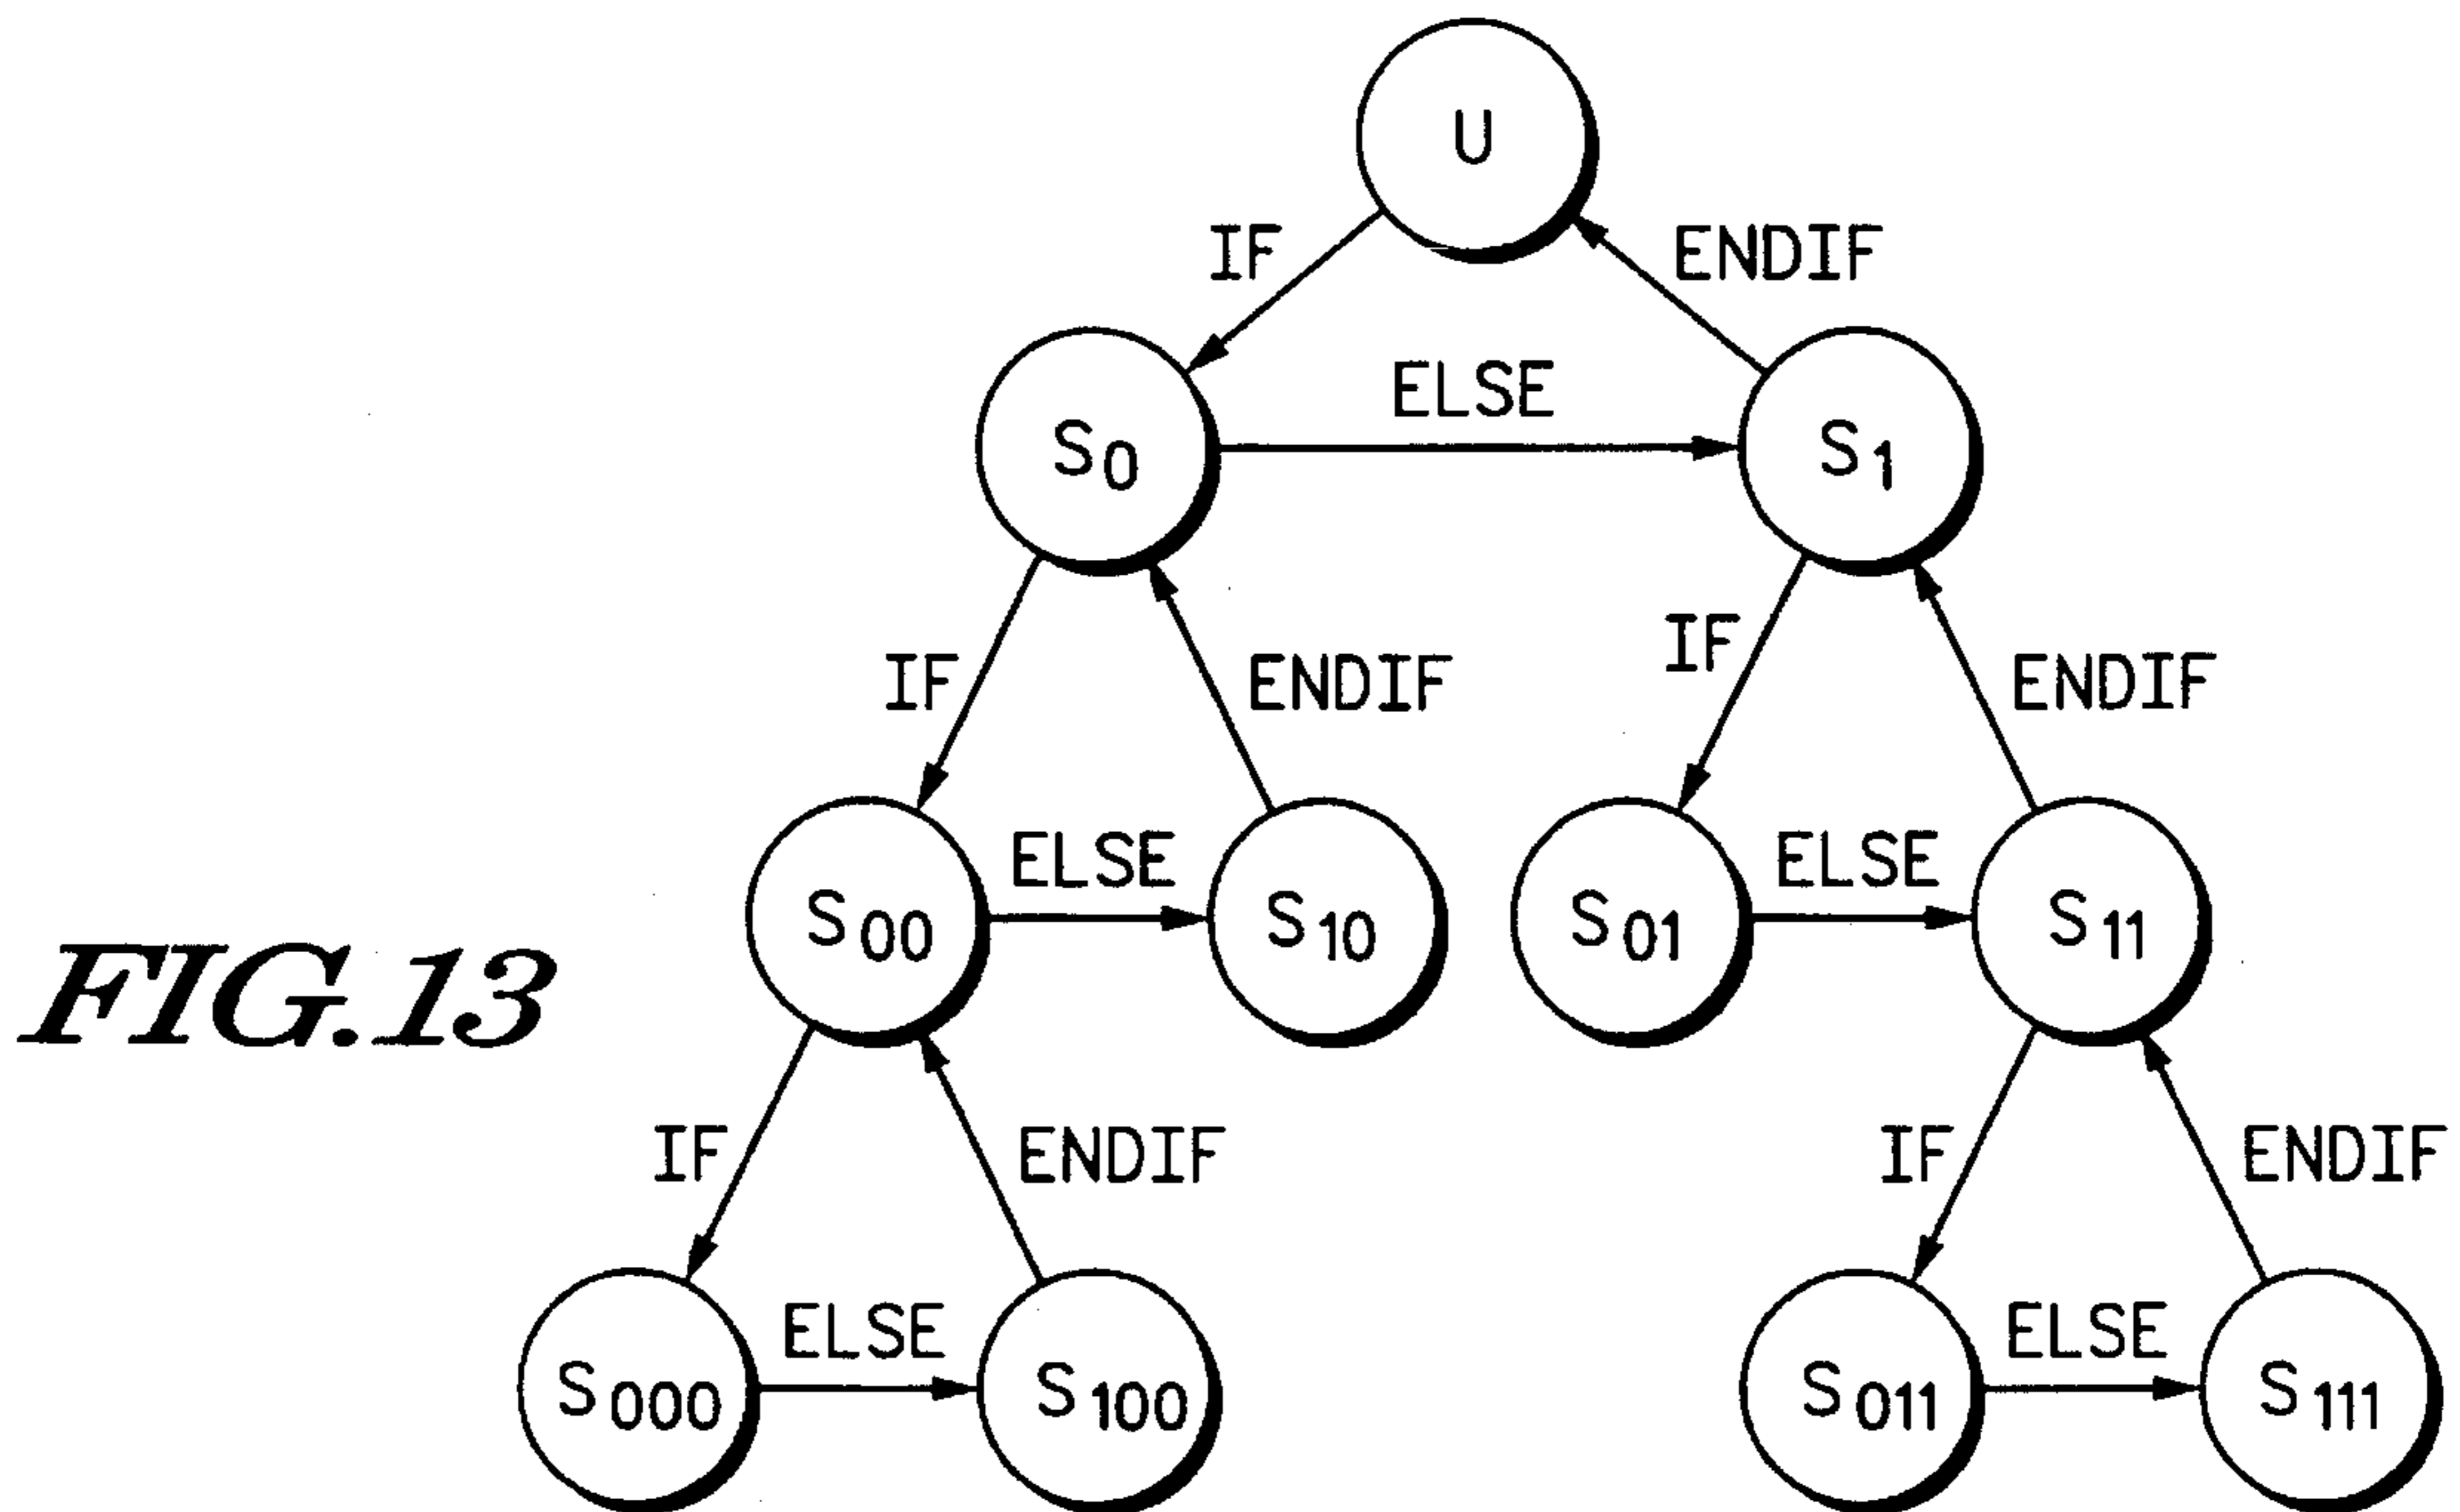 U
IF
ENDIF
ELSE
S0
S1
IF
ENDIF
IF
ENDIF
ELSE
ELSE
S00
S10
S01
S11
FIG.13
IF
ENDIF
IF
ENDIF
ELSE
ELSE
S000
S100
S011
S111